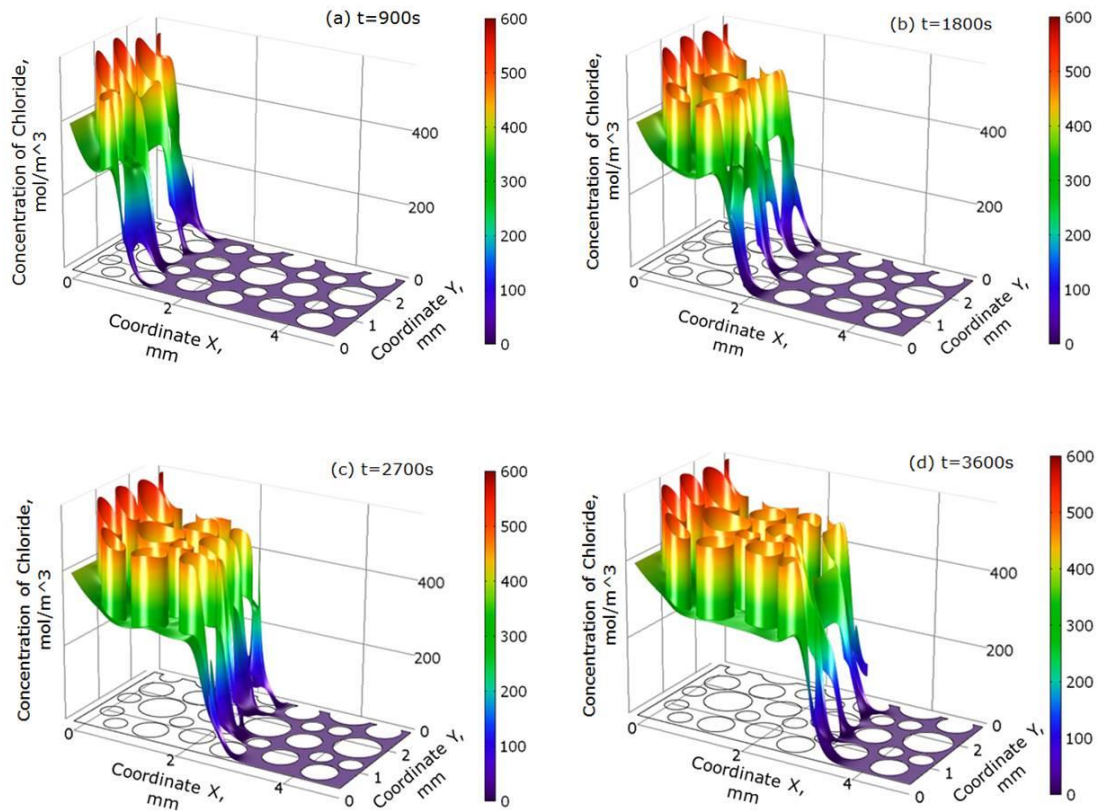 (a) t=900s
Concentration of Chloride,
mol/m^3
400
200
0
2
4
Coordinate X,
mm
0
1
2
0
Coordinate Y,
mm
600
500
400
300
200
100
0
(b) t=1800s
Concentration of Chloride,
mol/m^3
400
200
0
2
4
Coordinate X,
mm
0
1
2
0
Coordinate Y,
mm
600
500
400
300
200
100
0
(c) t=2700s
Concentration of Chloride,
mol/m^3
400
200
0
2
4
Coordinate X,
mm
0
1
2
0
Coordinate Y,
mm
600
500
400
300
200
100
0
(d) t=3600s
Concentration of Chloride,
mol/m^3
400
200
0
2
4
Coordinate X,
mm
0
1
2
0
Coordinate Y,
mm
600
500
400
300
200
100
0